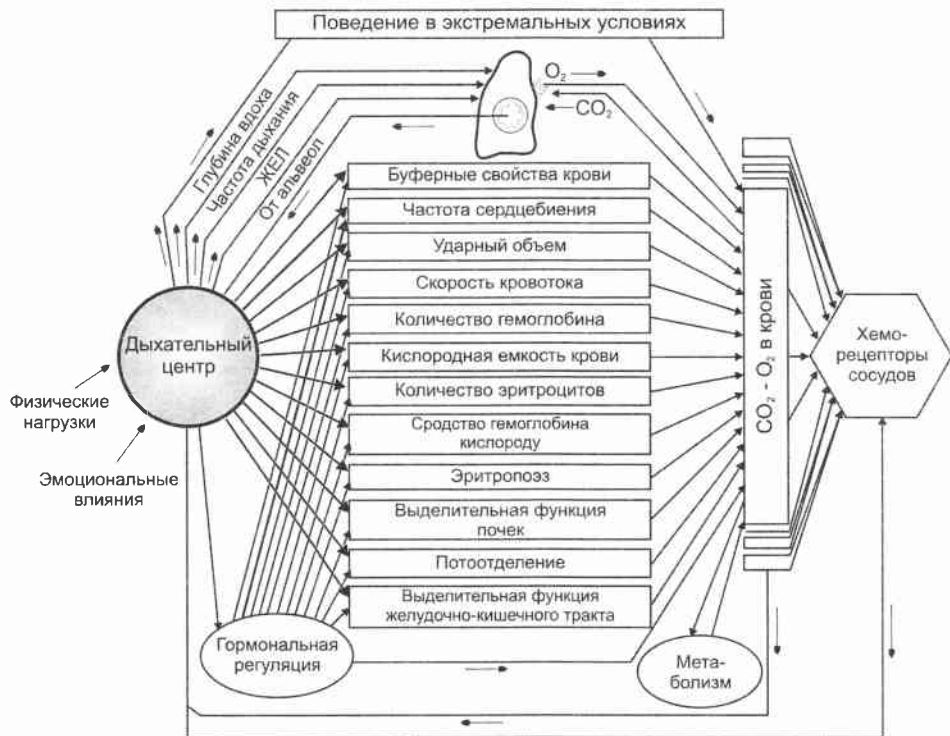 Поведение в экстремальных условиях
O₂
CO₂
Глубина вдоха
Частота дыхания
ЖЕЛ
От альвеол
Буферные свойства крови
Частота сердцебиения
Ударный объем
Скорость кровотока
Количество гемоглобина
Кислородная емкость крови
Количество эритроцитов
Сродство гемоглобина
кислороду
Эритропоэз
Выделительная функция
почек
Потоотделение
Выделительная функция
желудочно-кишечного тракта
Дыхательный
центр
Физические
нагрузки
Эмоциональные
влияния
Гормональная
регуляция
Мета-
болизм
CO₂ - O₂ в крови
Хемо-
рецепторы
сосудов